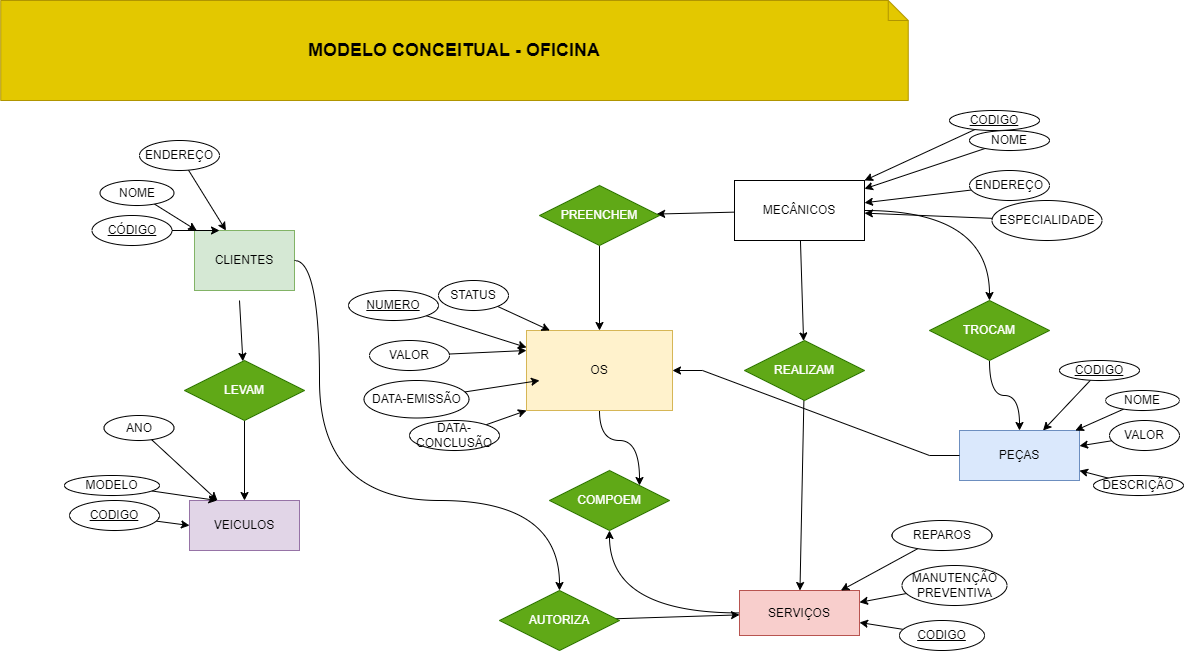 MODELO CONCEITUAL - OFICINA
CODIGO
NOME
ENDEREÇO
ENDEREÇO
NOME
CÓDIGO
PREENCHEM
MECÂNICOS
ESPECIALIDADE
CLIENTES
STATUS
NUMERO
TROCAM
VALOR
OS
REALIZAM
CODIGO
LEVAM
DATA-EMISSÃO
NOME
ANO
DATA-
CONCLUSÃO
VALOR
PEÇAS
MODELO
DESCRIÇÃO
COMPOEM
CODIGO
VEICULOS
REPAROS
MANUTENÇÃO
PREVENTIVA
AUTORIZA
SERVIÇOS
CODIGO